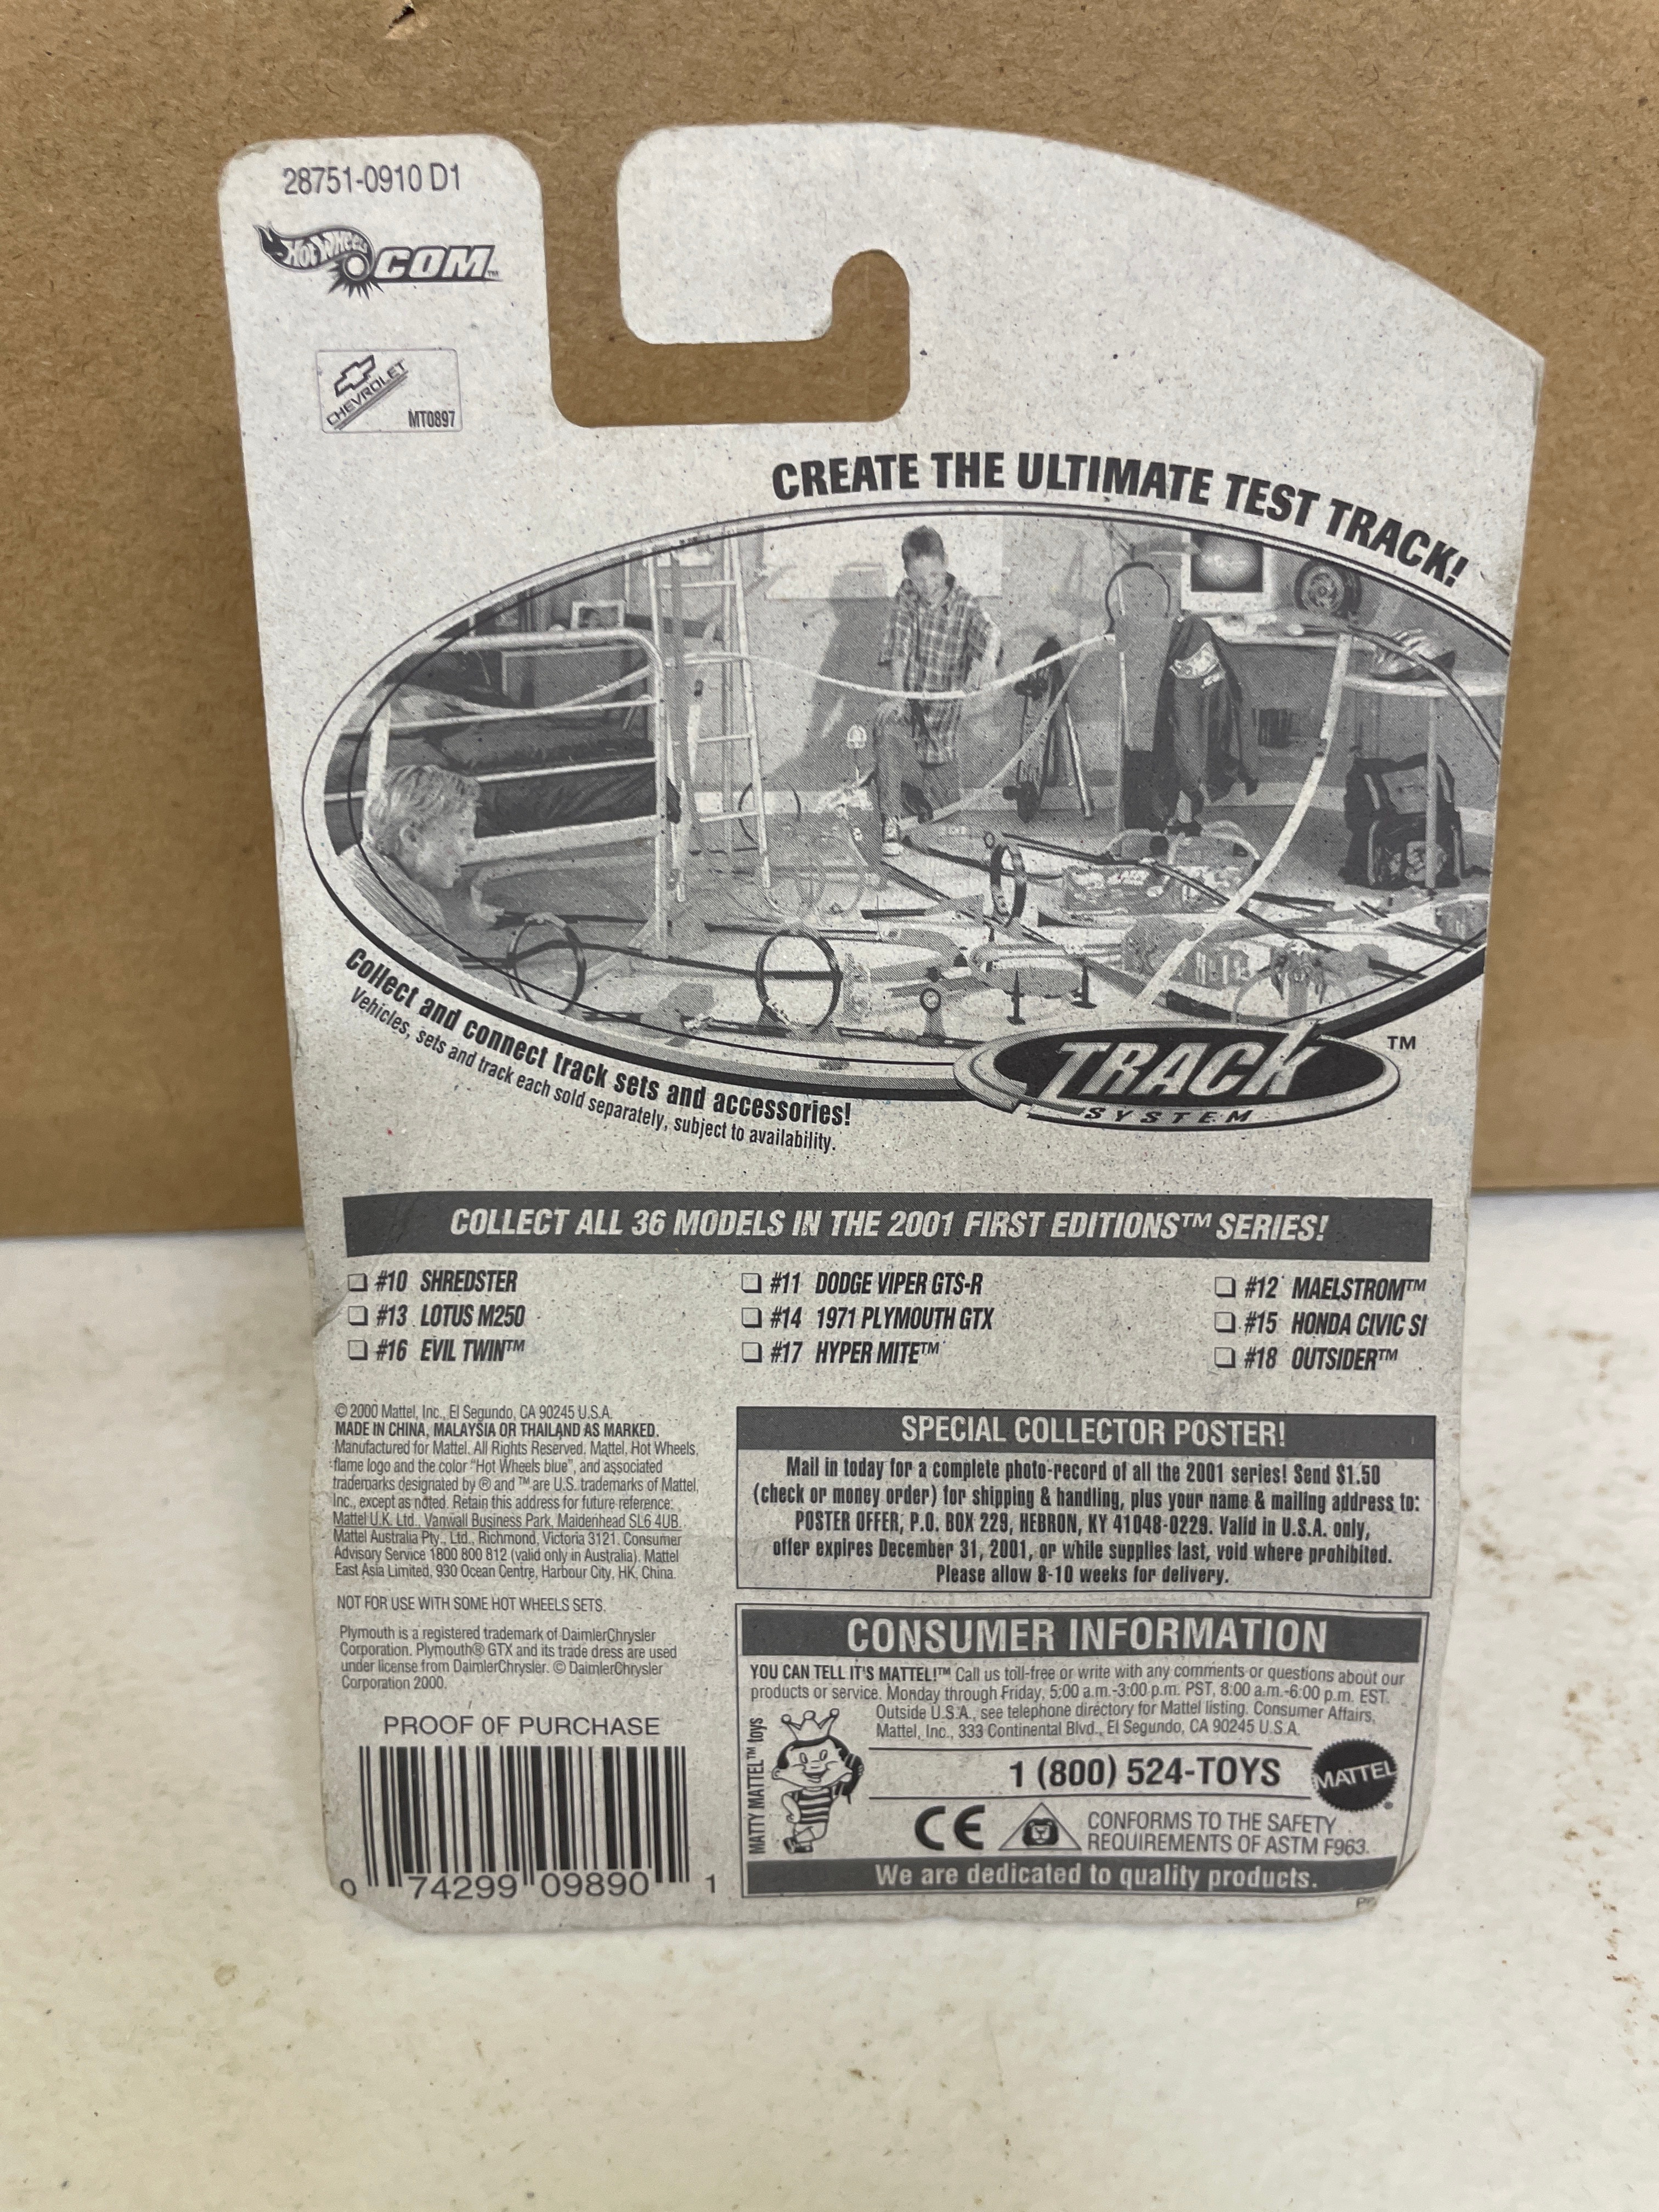 28751-0910 D1
Hot Wheels.COM™
CHEVROLET
MT0897
CREATE THE ULTIMATE TEST TRACK!
Collect and connect track sets and accessories!
Vehicles, sets and track each sold separately, subject to availability.
TRACK™
SYSTEM
COLLECT ALL 36 MODELS IN THE 2001 FIRST EDITIONS™ SERIES!
❑ #10 SHREDSTER ❑ #11 DODGE VIPER GTS-R ❑ #12 MAELSTROM™
❑ #13 LOTUS M250 ❑ #14 1971 PLYMOUTH GTX ❑ #15 HONDA CIVIC SI
❑ #16 EVIL TWIN™ ❑ #17 HYPER MITE™ ❑ #18 OUTSIDER™
© 2000 Mattel, Inc., El Segundo, CA 90245 U.S.A.
MADE IN CHINA, MALAYSIA OR THAILAND AS MARKED.
Manufactured for Mattel. All Rights Reserved. Mattel, Hot Wheels,
flame logo and the color "Hot Wheels blue", and associated
trademarks designated by ® and ™ are U.S. trademarks of Mattel,
Inc., except as noted. Retain this address for future reference:
Mattel U.K. Ltd., Vanwall Business Park, Maidenhead SL6 4UB.
Mattel Australia Pty., Ltd., Richmond, Victoria 3121. Consumer
Advisory Service 1800 800 812 (valid only in Australia). Mattel
East Asia Limited, 930 Ocean Centre, Harbour City, HK, China.
NOT FOR USE WITH SOME HOT WHEELS SETS.
Plymouth is a registered trademark of DaimlerChrysler
Corporation. Plymouth® GTX and its trade dress are used
under license from DaimlerChrysler. © DaimlerChrysler
Corporation 2000.
PROOF OF PURCHASE
0 74299 09890 1
SPECIAL COLLECTOR POSTER!
Mail in today for a complete photo-record of all the 2001 series! Send $1.50
(check or money order) for shipping & handling, plus your name & mailing address to:
POSTER OFFER, P.O. BOX 229, HEBRON, KY 41048-0229. Valid in U.S.A. only,
offer expires December 31, 2001, or while supplies last, void where prohibited.
Please allow 8-10 weeks for delivery.
CONSUMER INFORMATION
YOU CAN TELL IT'S MATTEL!™ Call us toll-free or write with any comments or questions about our
products or service. Monday through Friday, 5:00 a.m.-3:00 p.m. PST, 8:00 a.m.-6:00 p.m. EST.
Outside U.S.A., see telephone directory for Mattel listing. Consumer Affairs,
Mattel, Inc., 333 Continental Blvd., El Segundo, CA 90245 U.S.A.
MATTY MATTEL™ toys
1 (800) 524-TOYS
MATTEL®
CE
CONFORMS TO THE SAFETY
REQUIREMENTS OF ASTM F963.
We are dedicated to quality products.